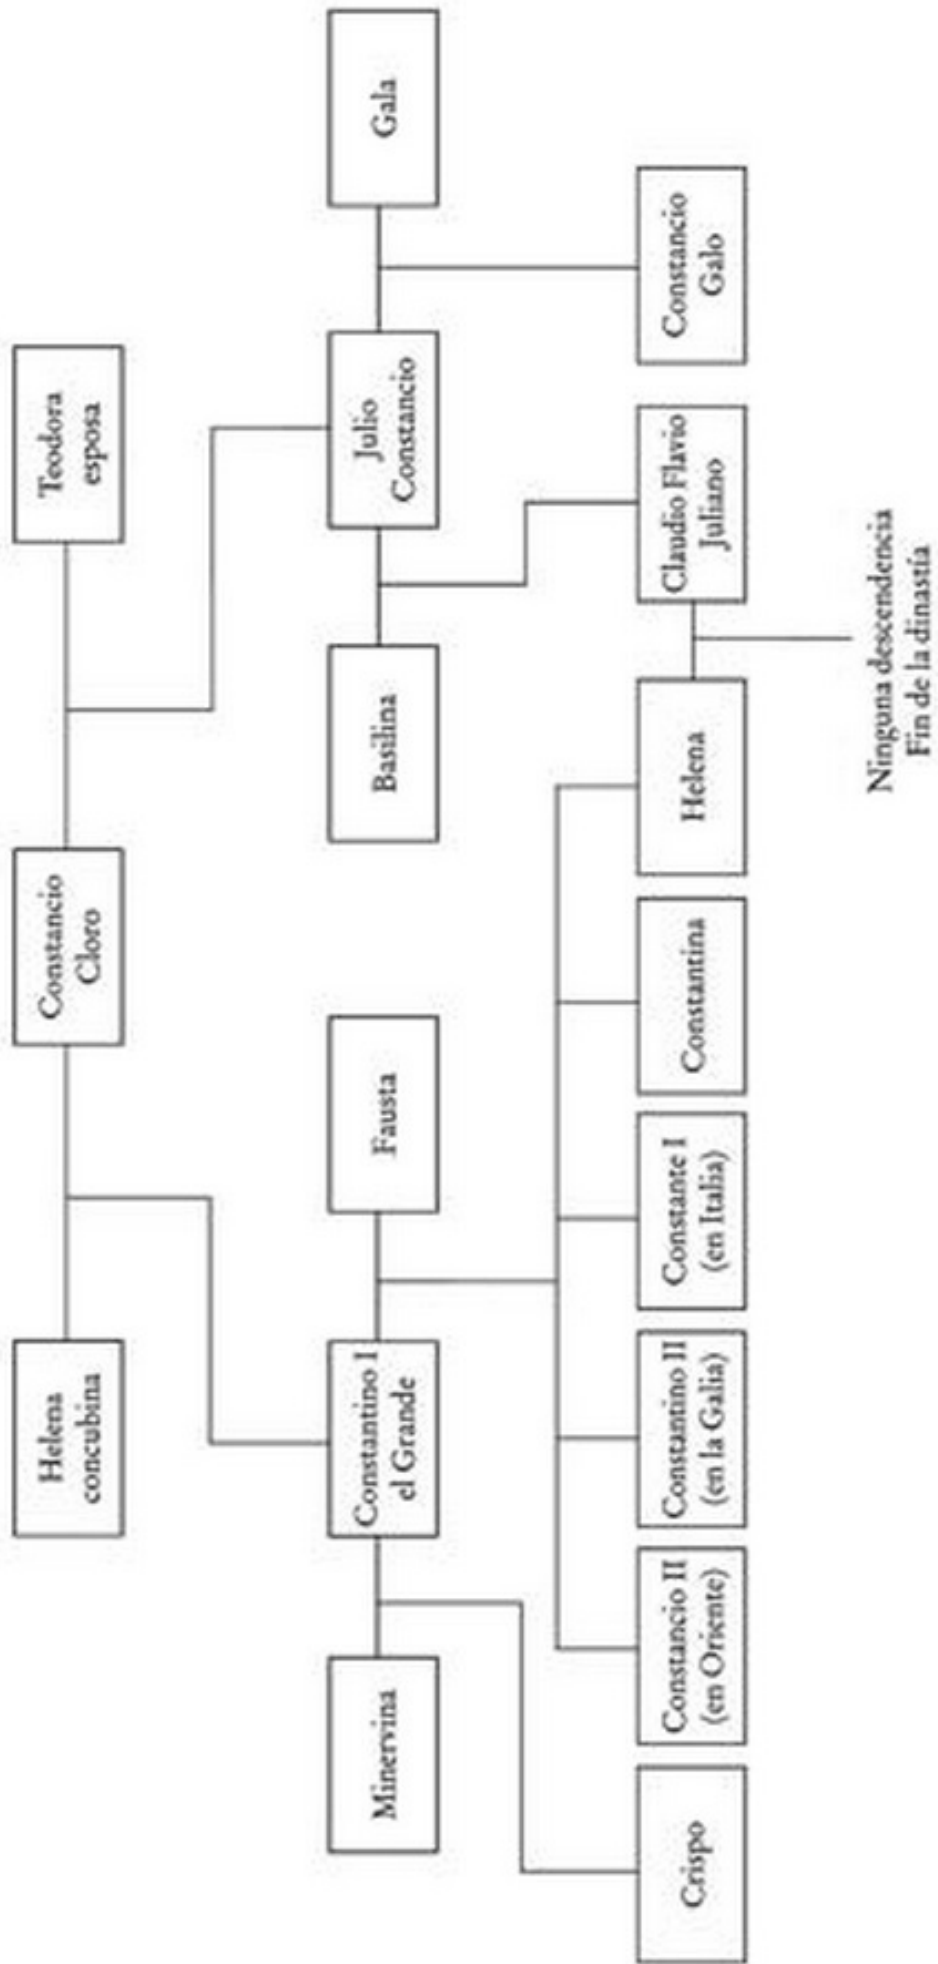 Helena
concubina
Constancio
Cloro
Teodora
esposa
Minervina
Constantino I
el Grande
Fausta
Basilina
Julio
Constancio
Gala
Crispo
Constancio II
(en Oriente)
Constantino II
(en la Galia)
Constante I
(en Italia)
Constantina
Helena
Claudio Flavio
Juliano
Constancio
Galo
Ninguna descendencia
Fin de la dinastía